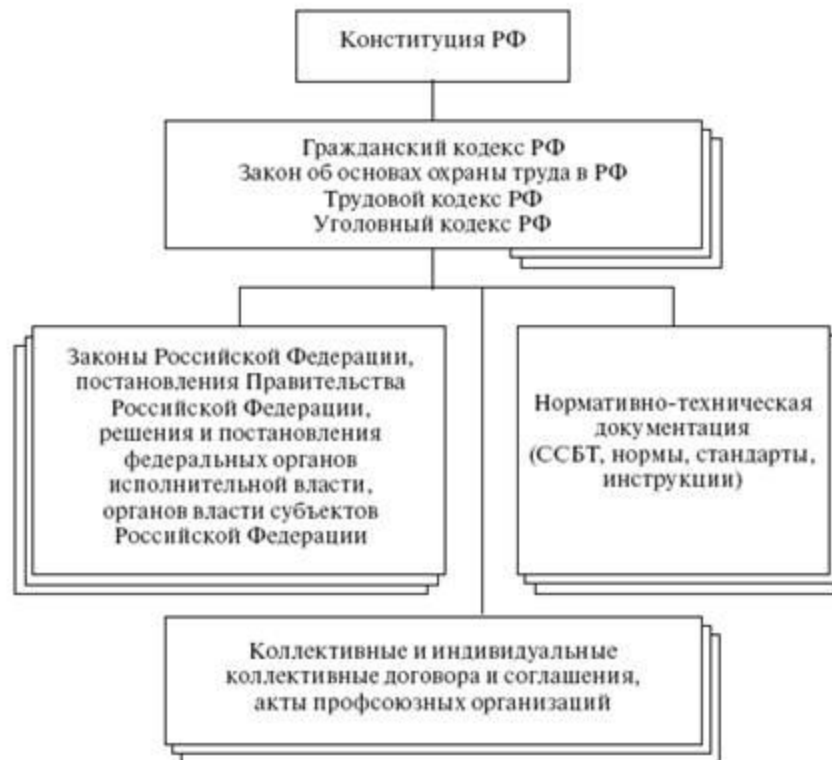 Конституция РФ
Гражданский кодекс РФ
Закон об основах охраны труда в РФ
Трудовой кодекс РФ
Уголовный кодекс РФ
Законы Российской Федерации,
постановления Правительства
Российской Федерации,
решения и постановления
федеральных органов
исполнительной власти,
органов власти субъектов
Российской Федерации
Нормативно-техническая
документация
(ССБТ, нормы, стандарты,
инструкции)
Коллективные и индивидуальные
коллективные договора и соглашения,
акты профсоюзных организаций